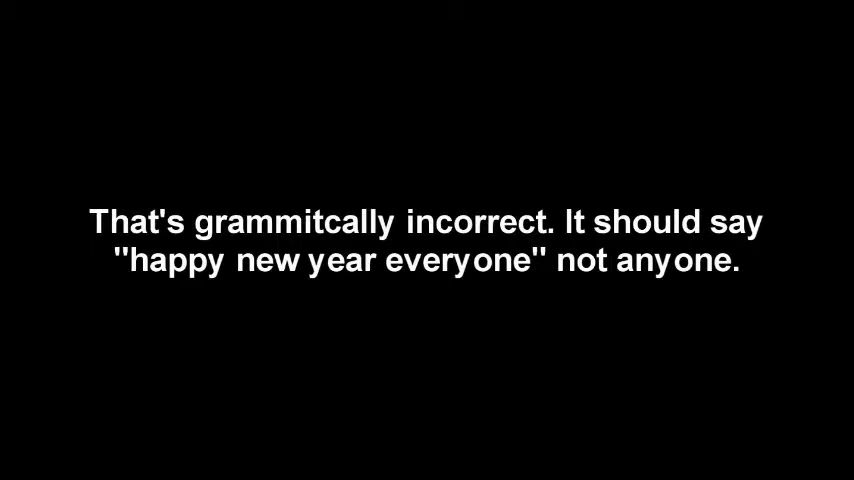 That's grammitcally incorrect. It should say
"happy new year everyone" not anyone.